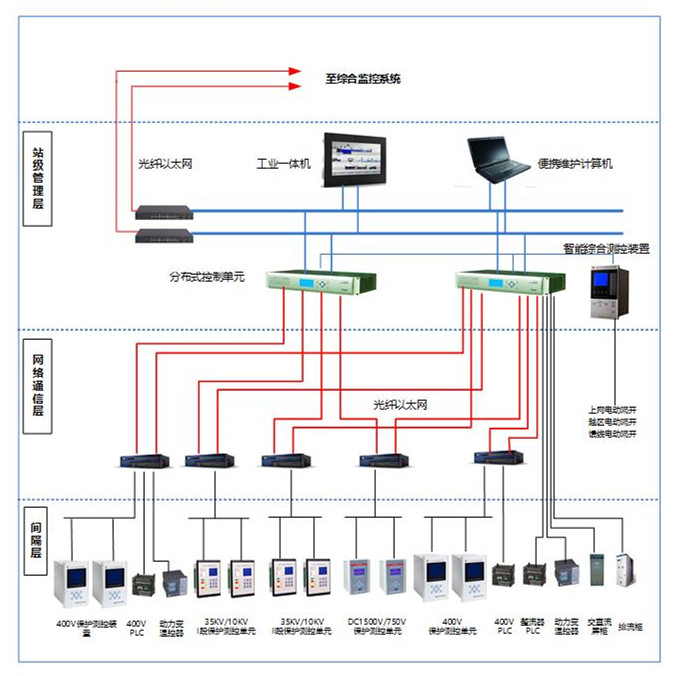 至综合监控系统
站级管理层
光纤以太网
工业一体机
便携维护计算机
智能综合测控装置
分布式控制单元
网络通信层
光纤以太网
上网电动隔开
越区电动隔开
馈线电动隔开
间隔层
400V保护测控装
置
400V
PLC
动力变
温控器
35KV/10KV
I段保护测控单元
35KV/10KV
II段保护测控单元
DC1500V/750V
保护测控单元
400V
保护测控单元
400V
PLC
整流器
PLC
动力变
温控器
交直流
屏柜
排流柜